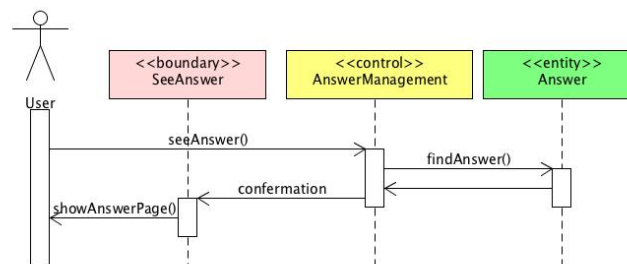 <<boundary>>
SeeAnswer
<<control>>
AnswerManagement
<<entity>>
Answer
User
seeAnswer()
findAnswer()
confermation
showAnswerPage()